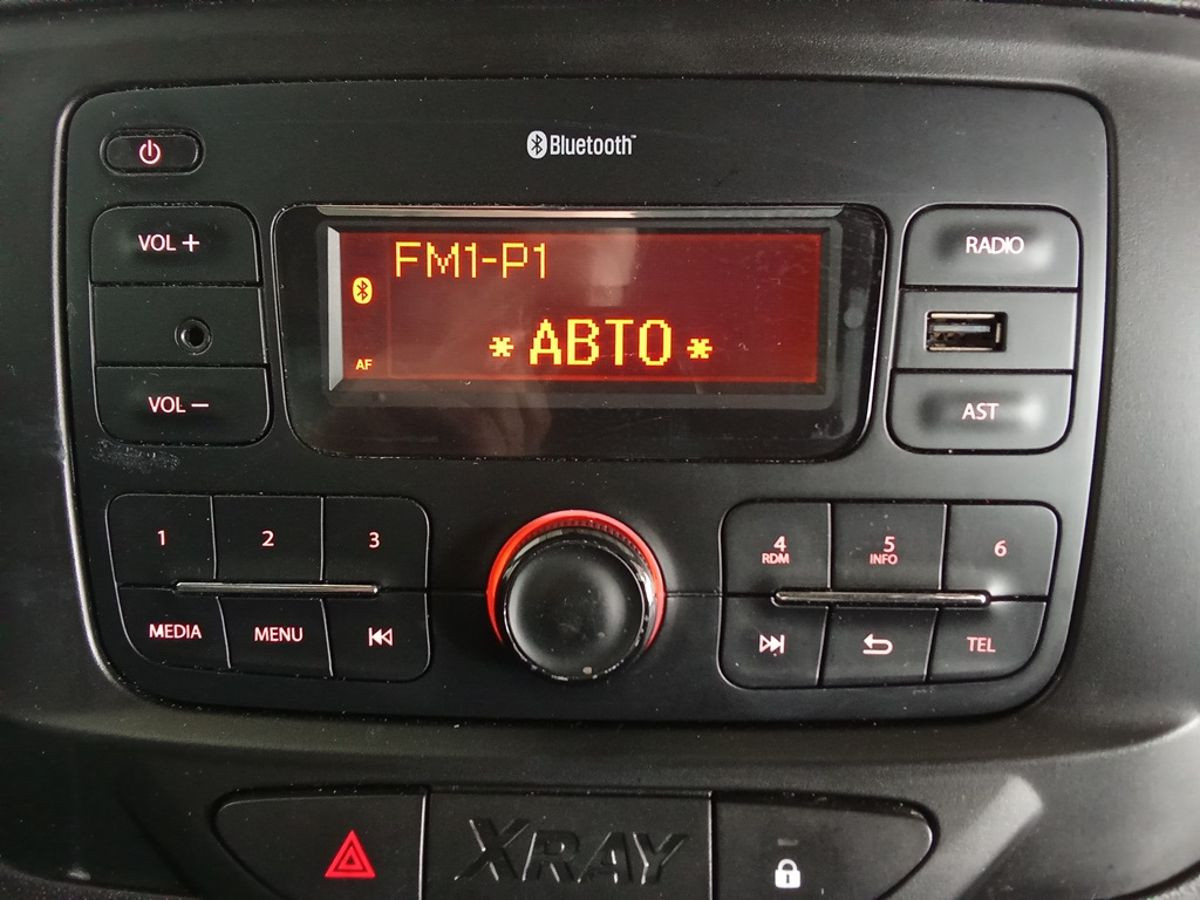 Bluetooth™
VOL +
RADIO
FM1-P1
* АВТО *
AF
VOL −
AST
1
2
3
4
RDM
5
INFO
6
MEDIA
MENU
TEL
XRAY